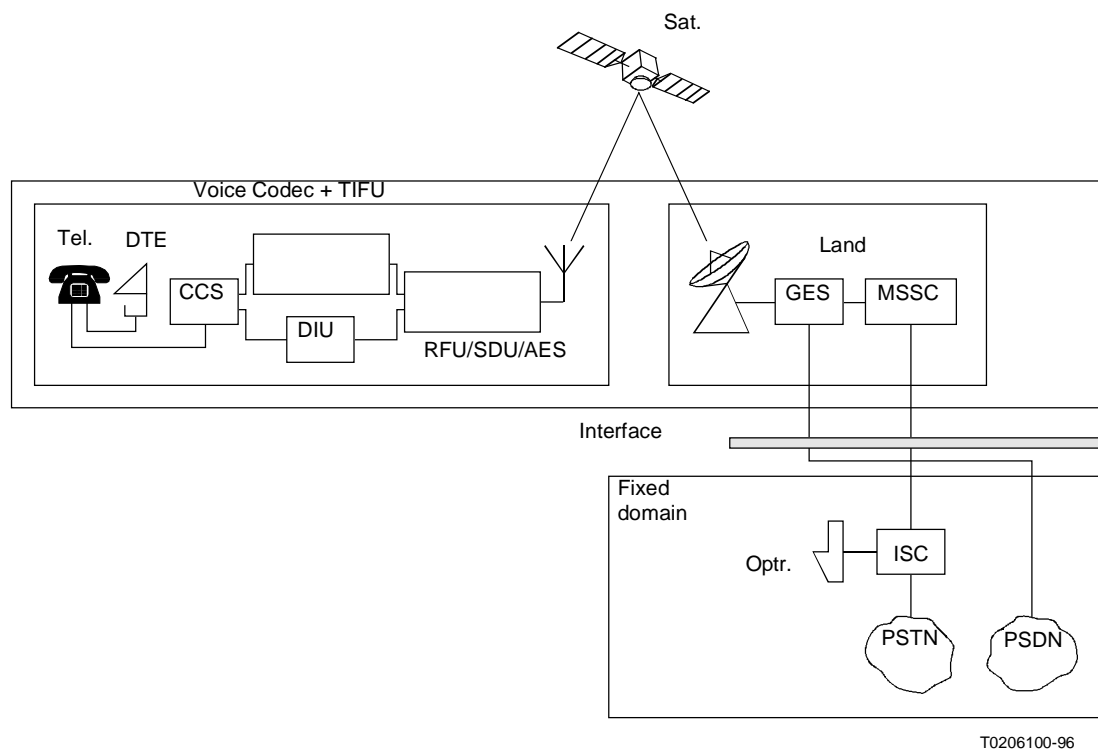 Sat.
Voice Codec + TIFU
Tel.
DTE
Land
CCS
GES
MSSC
DIU
RFU/SDU/AES
Interface
Fixed
domain
Optr.
ISC
PSTN
PSDN
T0206100-96